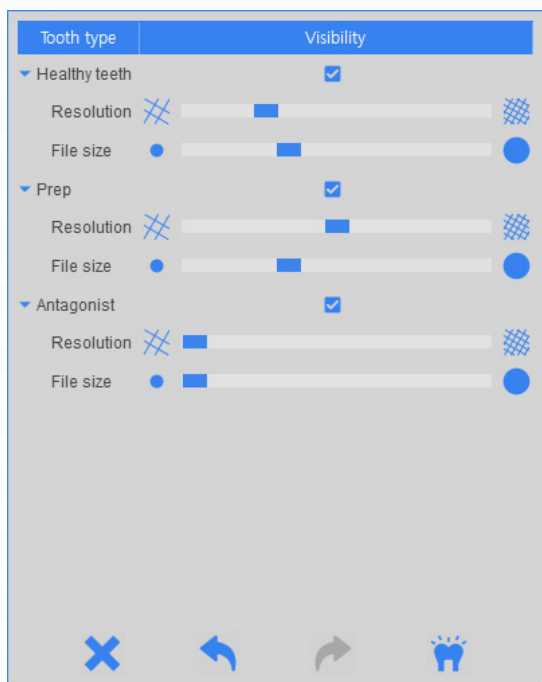 Tooth type Visibility
Healthy teeth
Resolution
File size
Prep
Resolution
File size
Antagonist
Resolution
File size